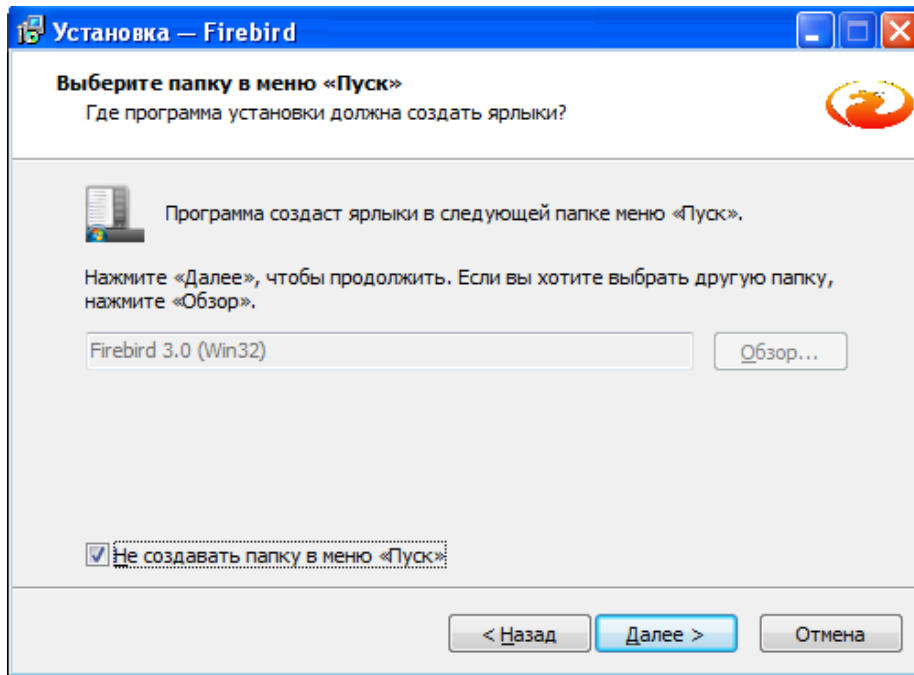 Установка — Firebird
Выберите папку в меню «Пуск»
Где программа установки должна создать ярлыки?
Программа создаст ярлыки в следующей папке меню «Пуск».
Нажмите «Далее», чтобы продолжить. Если вы хотите выбрать другую папку,
нажмите «Обзор».
Firebird 3.0 (Win32)
Обзор...
Не создавать папку в меню «Пуск»
< Назад
Далее >
Отмена